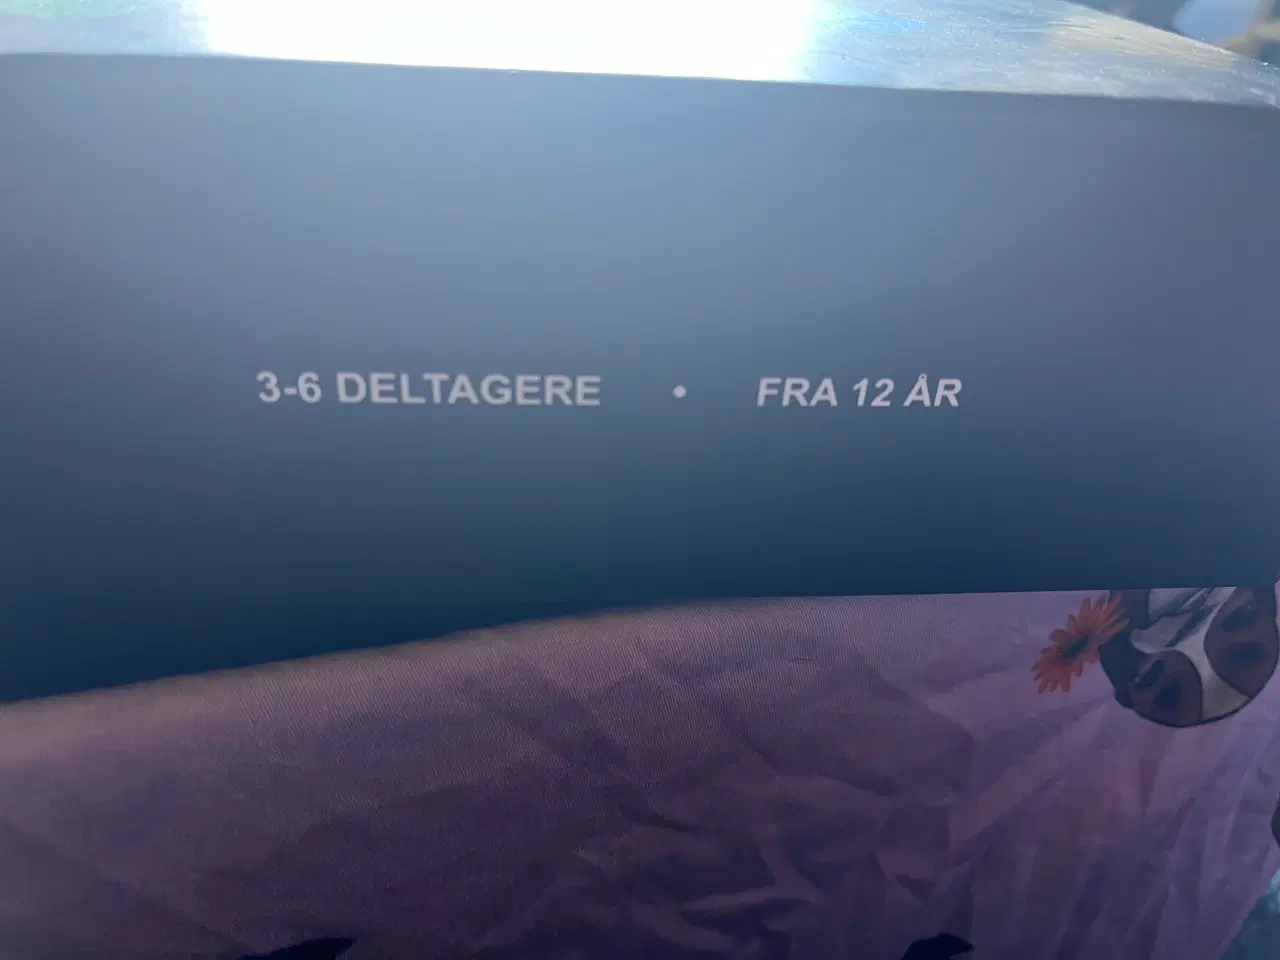 3-6 DELTAGERE • FRA 12 ÅR